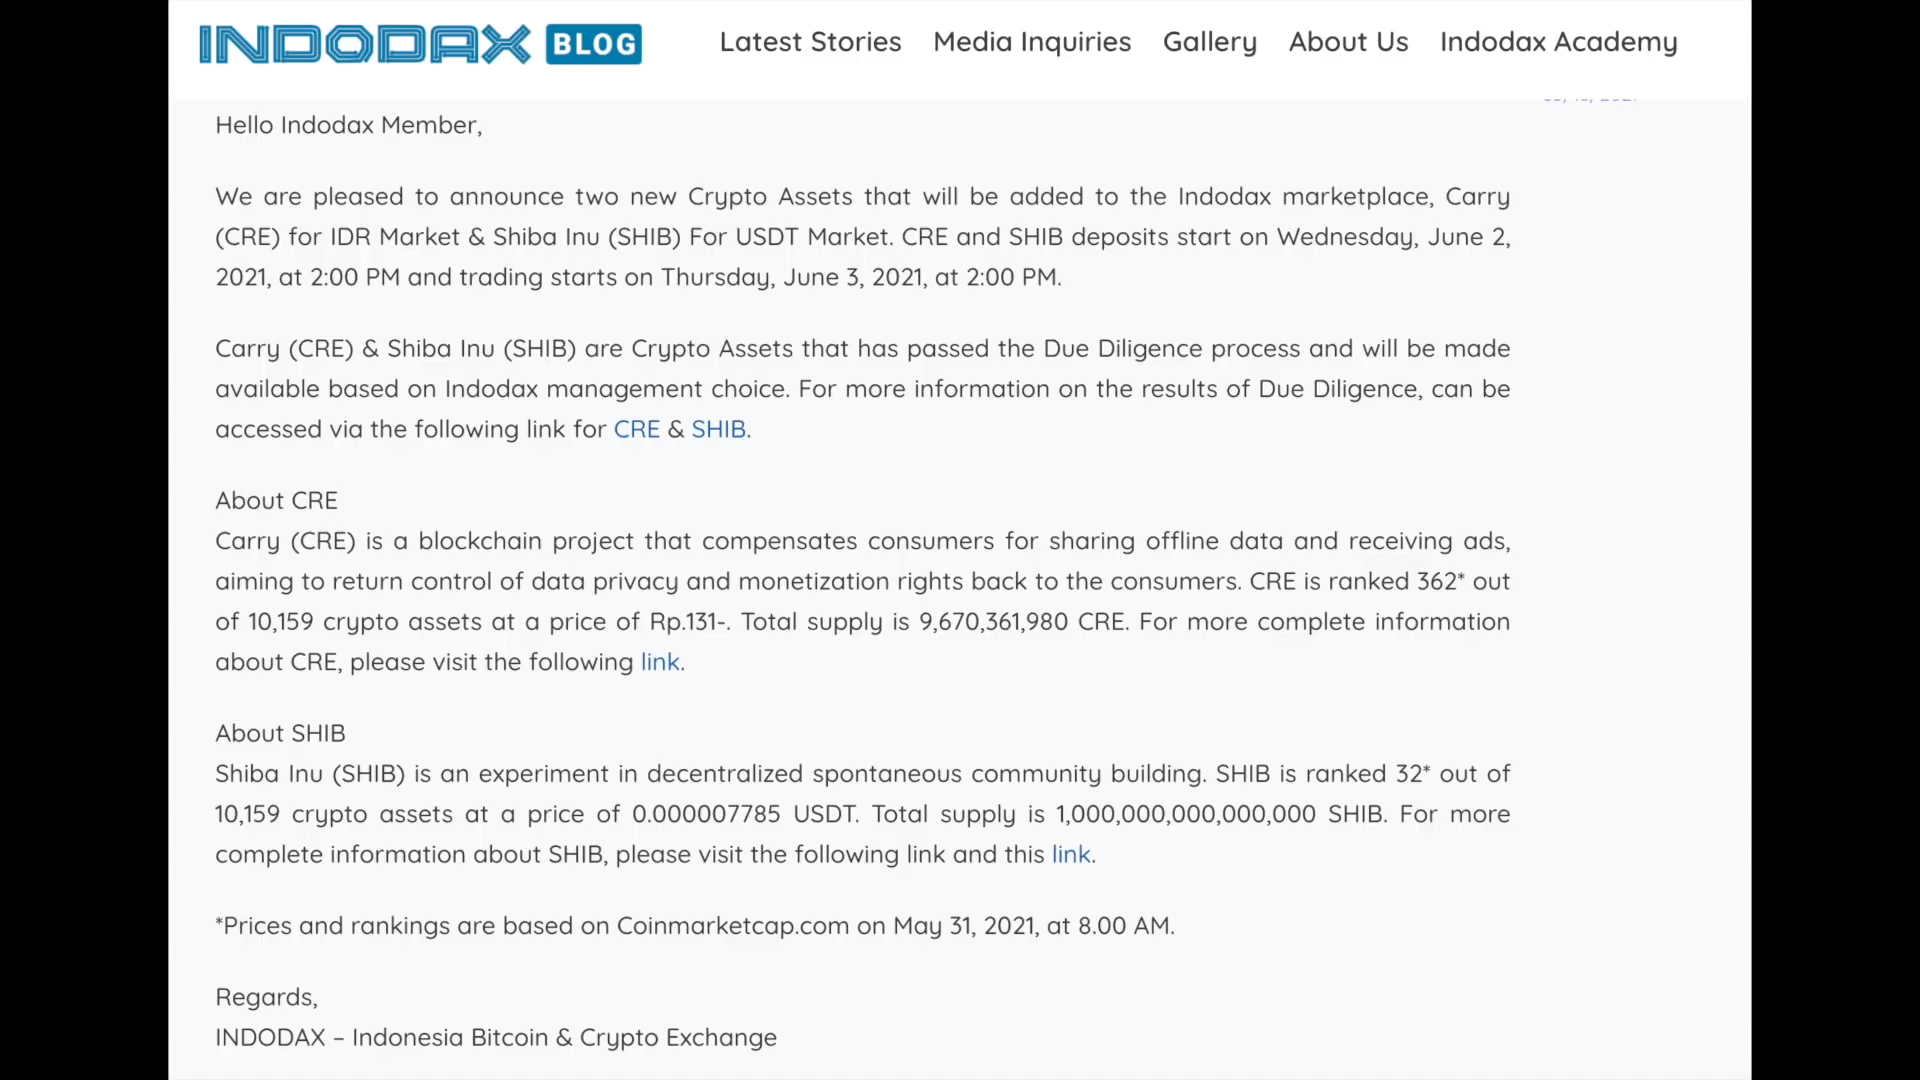 INDODAX BLOG
Latest Stories Media Inquiries Gallery About Us Indodax Academy
Hello Indodax Member,
We are pleased to announce two new Crypto Assets that will be added to the Indodax marketplace, Carry
(CRE) for IDR Market & Shiba Inu (SHIB) For USDT Market. CRE and SHIB deposits start on Wednesday, June 2,
2021, at 2:00 PM and trading starts on Thursday, June 3, 2021, at 2:00 PM.
Carry (CRE) & Shiba Inu (SHIB) are Crypto Assets that has passed the Due Diligence process and will be made
available based on Indodax management choice. For more information on the results of Due Diligence, can be
accessed via the following link for CRE & SHIB.
About CRE
Carry (CRE) is a blockchain project that compensates consumers for sharing offline data and receiving ads,
aiming to return control of data privacy and monetization rights back to the consumers. CRE is ranked 362* out
of 10,159 crypto assets at a price of Rp.131-. Total supply is 9,670,361,980 CRE. For more complete information
about CRE, please visit the following link.
About SHIB
Shiba Inu (SHIB) is an experiment in decentralized spontaneous community building. SHIB is ranked 32* out of
10,159 crypto assets at a price of 0.000007785 USDT. Total supply is 1,000,000,000,000,000 SHIB. For more
complete information about SHIB, please visit the following link and this link.
*Prices and rankings are based on Coinmarketcap.com on May 31, 2021, at 8.00 AM.
Regards,
INDODAX – Indonesia Bitcoin & Crypto Exchange